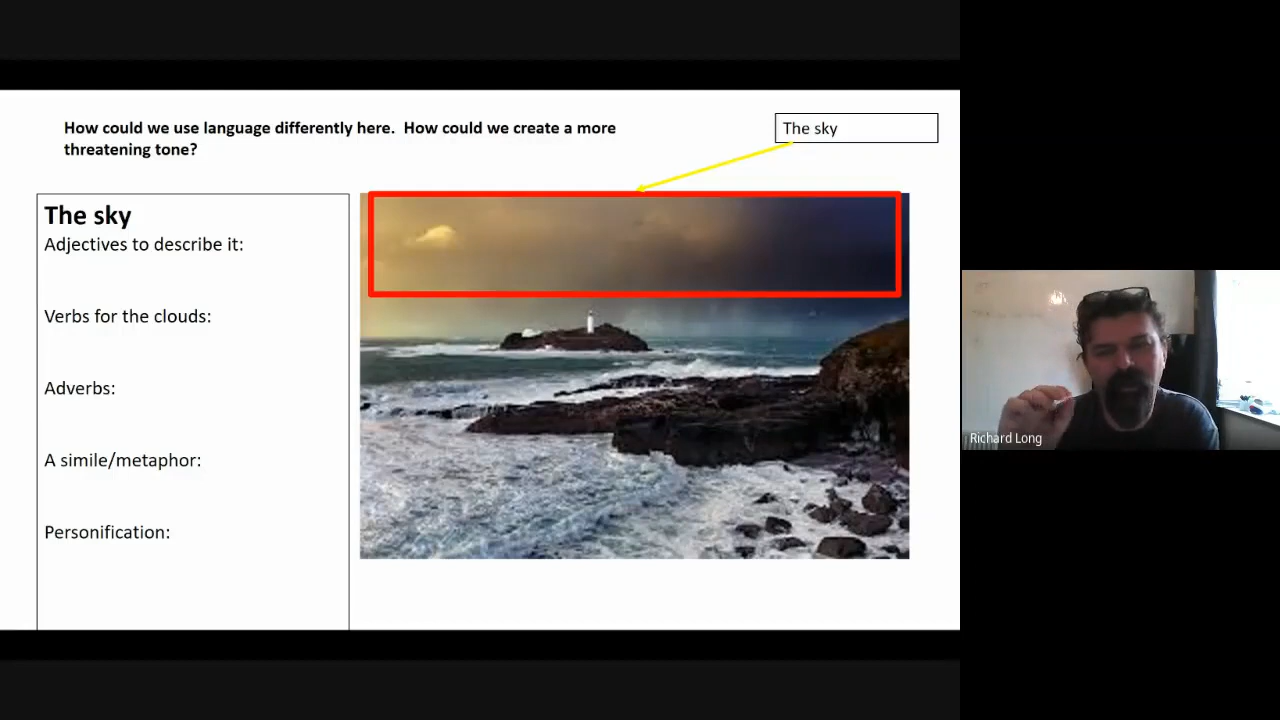 How could we use language differently here.  How could we create a more
threatening tone?
The sky
The sky
Adjectives to describe it:
Verbs for the clouds:
Adverbs:
A simile/metaphor:
Personification:
Richard Long